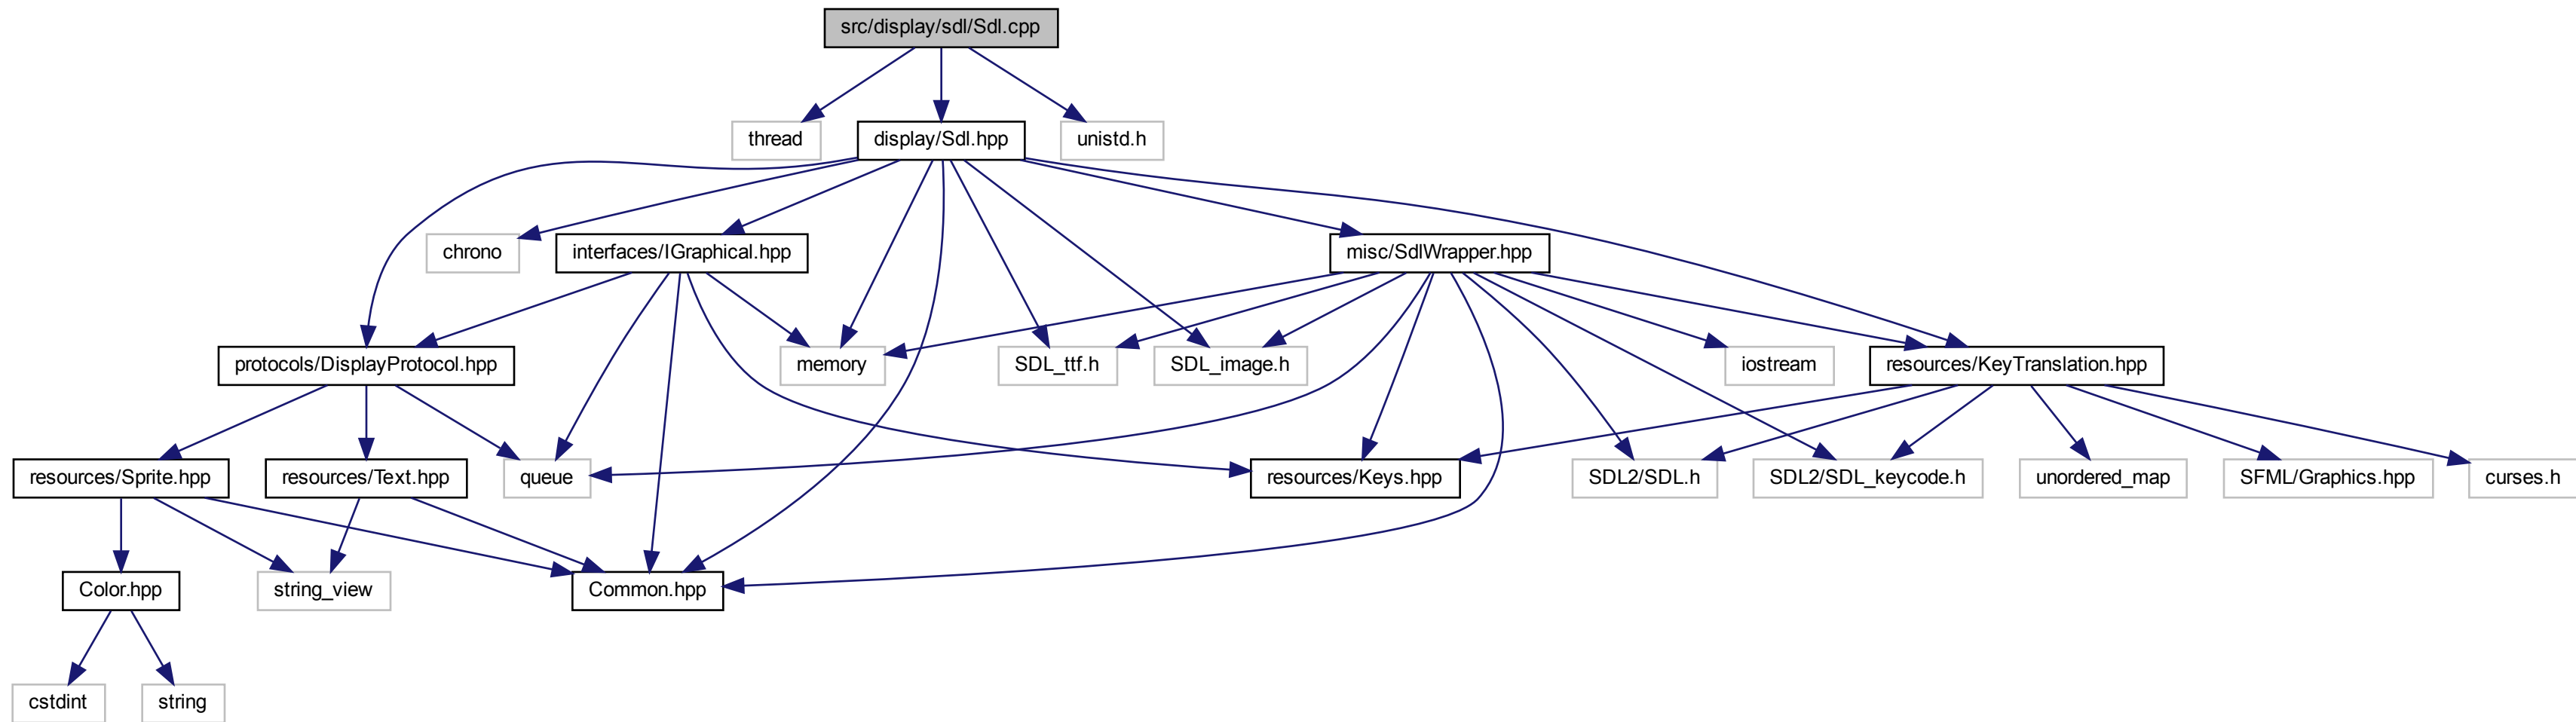 src/display/sdl/Sdl.cpp
thread
display/Sdl.hpp
unistd.h
chrono
interfaces/IGraphical.hpp
misc/SdlWrapper.hpp
protocols/DisplayProtocol.hpp
memory
SDL_ttf.h
SDL_image.h
iostream
resources/KeyTranslation.hpp
resources/Sprite.hpp
resources/Text.hpp
queue
resources/Keys.hpp
SDL2/SDL.h
SDL2/SDL_keycode.h
unordered_map
SFML/Graphics.hpp
curses.h
Color.hpp
string_view
Common.hpp
cstdint
string